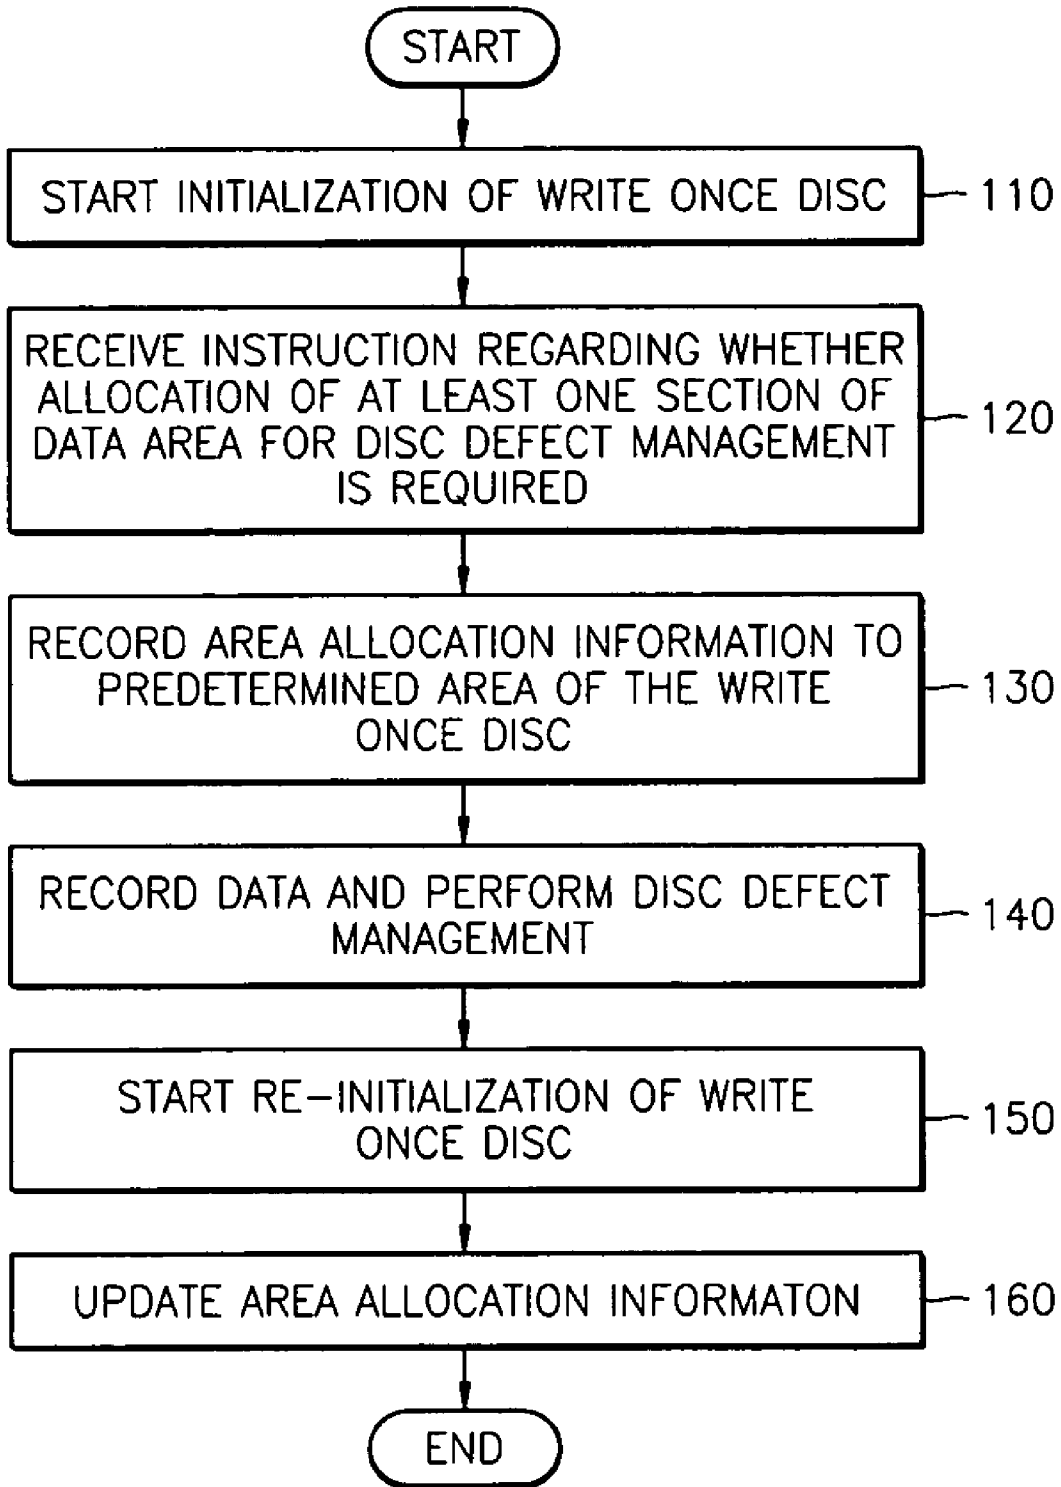 START
START INITIALIZATION OF WRITE ONCE DISC
110
RECEIVE INSTRUCTION REGARDING WHETHER
ALLOCATION OF AT LEAST ONE SECTION OF
DATA AREA FOR DISC DEFECT MANAGEMENT
IS REQUIRED
120
RECORD AREA ALLOCATION INFORMATION TO
PREDETERMINED AREA OF THE WRITE
ONCE DISC
130
RECORD DATA AND PERFORM DISC DEFECT
MANAGEMENT
140
START RE-INITIALIZATION OF WRITE
ONCE DISC
150
UPDATE AREA ALLOCATION INFORMATON
160
END